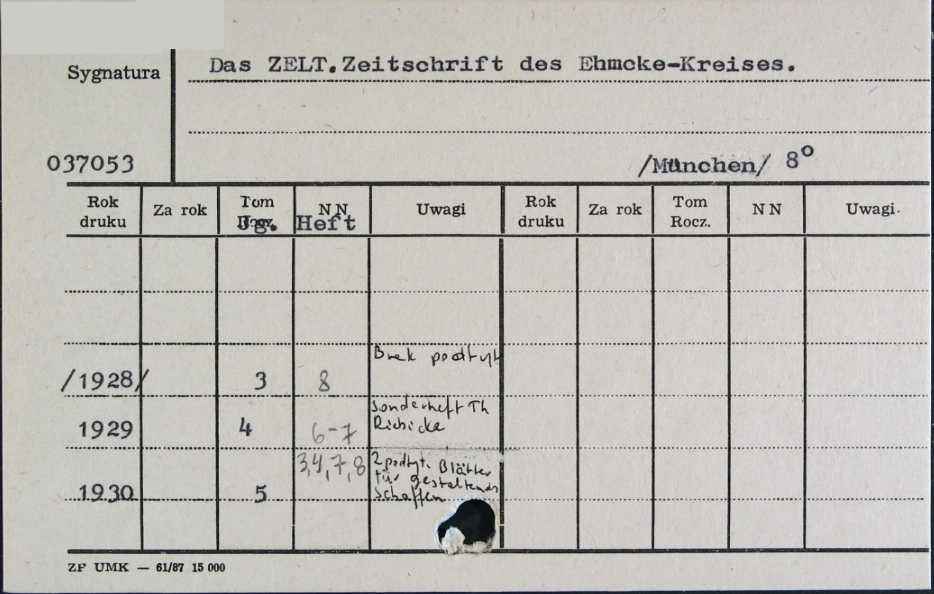 Das ZELT. Zeitschrift des Ehmcke-Kreises.
Sygnatura
037053
/München/ 8°
Rok druku Za rok Tom Jg. NN Heft Uwagi Rok druku Za rok Tom Rocz. NN Uwagi.
Brak podtyt
/1928/ 3 8
Sonderheft Th
1929 4 6-7
3,4,7,8 2 podtyt. Blätter
für gestaltendes
1930 5 schaffen
ZF UMK — 61/87 15 000